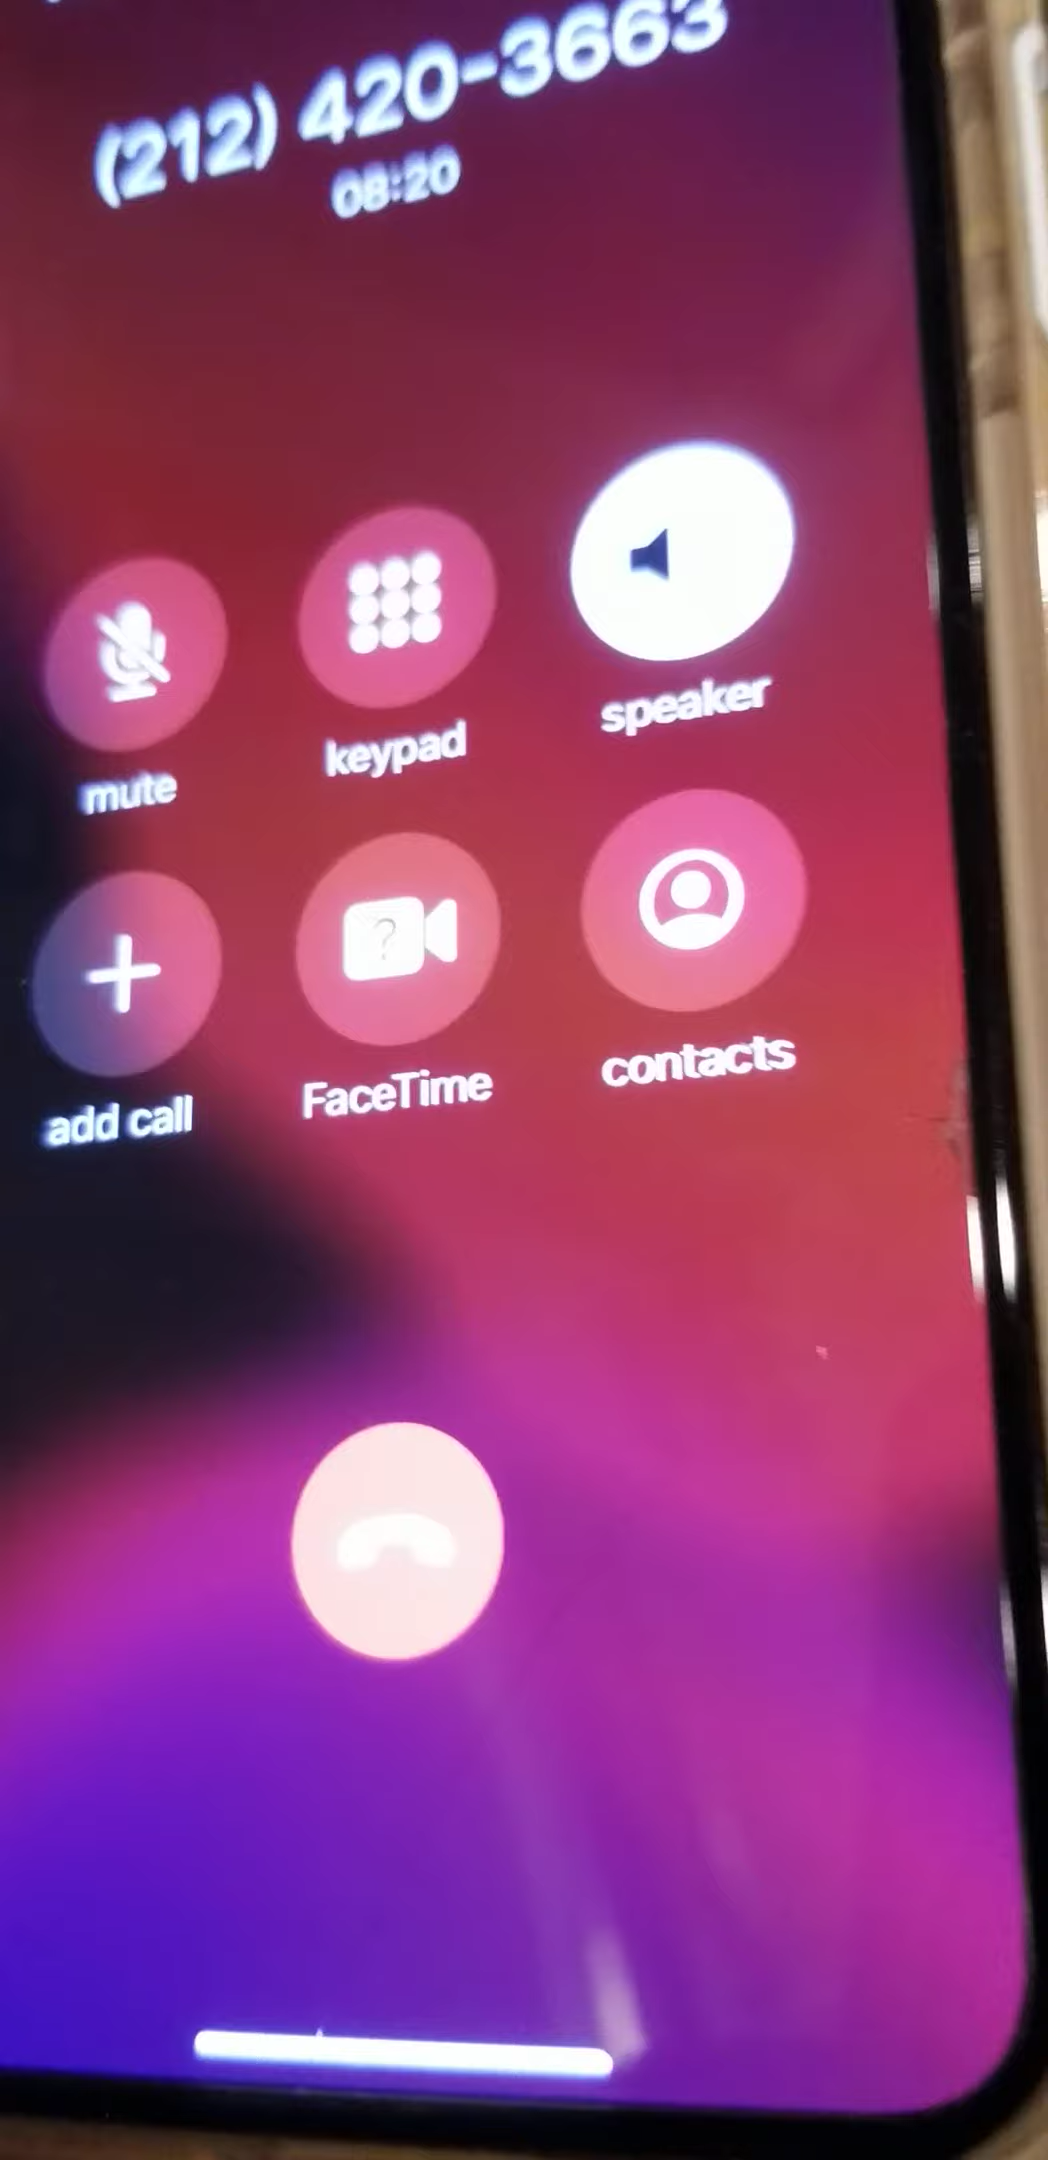 (212) 420-3663
08:20
mute
keypad
speaker
add call
?
FaceTime
contacts